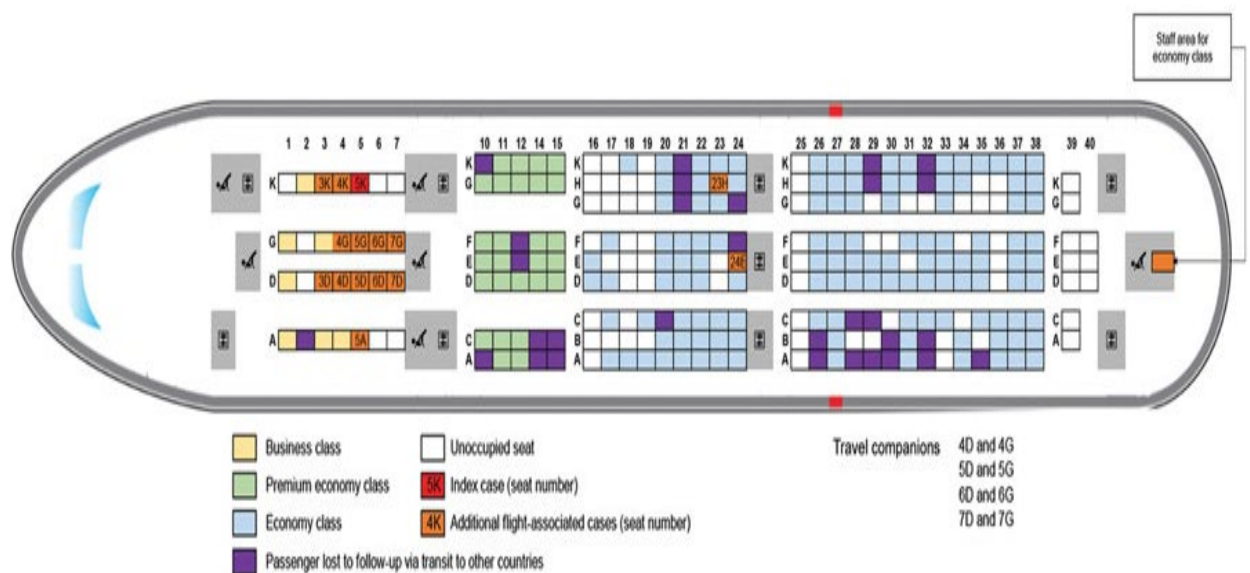 Staff area for
economy class
1 2 3 4 5 6 7
10 11 12 14 15
16 17 18 19 20 21 22 23 24
25 26 27 28 29 30 31 32 33 34 35 36 37 38
39 40
K 3K 4K 5K
K
G
K
H 23H
G
K
H
G
K
G
G 4G 5G 6G 7G
D 3D 4D 5D 6D 7D
F
E
D
F
E 24E
D
F
E
D
F
E
D
A 5A
C
A
C
B
A
C
B
A
C
A
Business class
Premium economy class
Economy class
Passenger lost to follow-up via transit to other countries
Unoccupied seat
5K Index case (seat number)
4K Additional flight-associated cases (seat number)
Travel companions 4D and 4G
5D and 5G
6D and 6G
7D and 7G